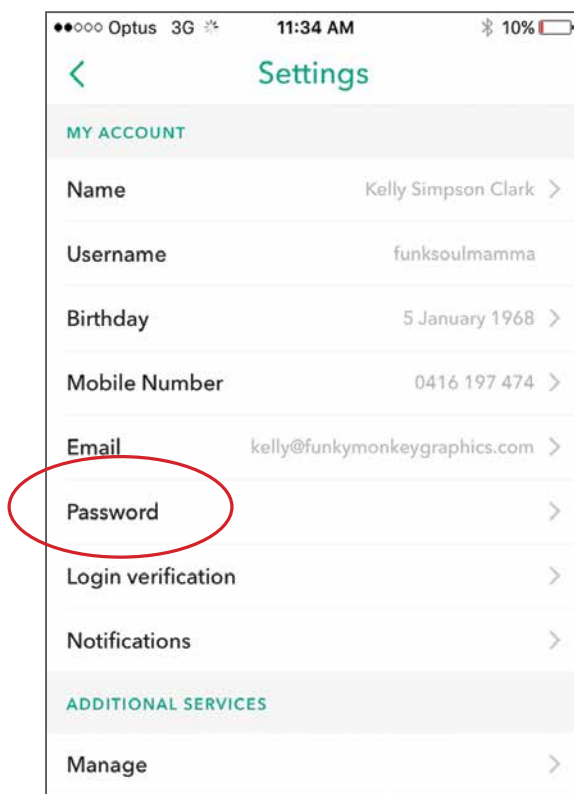 Optus 3G 11:34 AM 10%
Settings
MY ACCOUNT
Name Kelly Simpson Clark
Username funksoulmamma
Birthday 5 January 1968
Mobile Number 0416 197 474
Email kelly@funkymonkeygraphics.com
Password
Login verification
Notifications
ADDITIONAL SERVICES
Manage